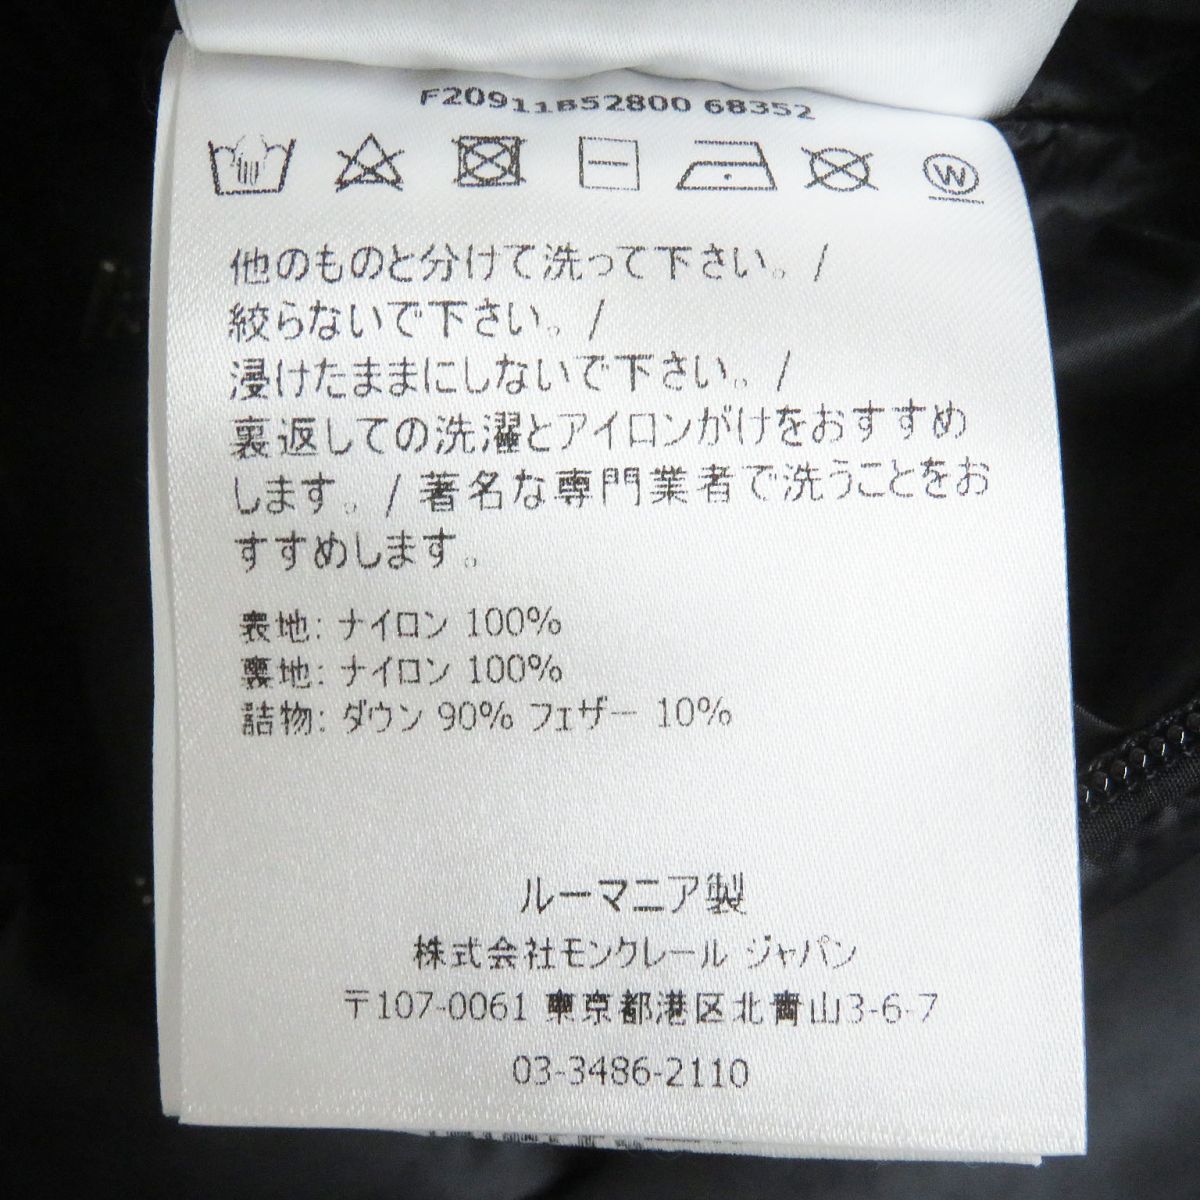 F20911B52800 68352
W
他のものと分けて洗って下さい。/
絞らないで下さい。/
浸けたままにしないで下さい。/
裏返しての洗濯とアイロンがけをおすすめ
します。/ 著名な専門業者で洗うことをお
すすめします。
表地: ナイロン 100%
裏地: ナイロン 100%
詰物: ダウン 90% フェザー 10%
ルーマニア製
株式会社モンクレール ジャパン
〒107-0061 東京都港区北青山3-6-7
03-3486-2110